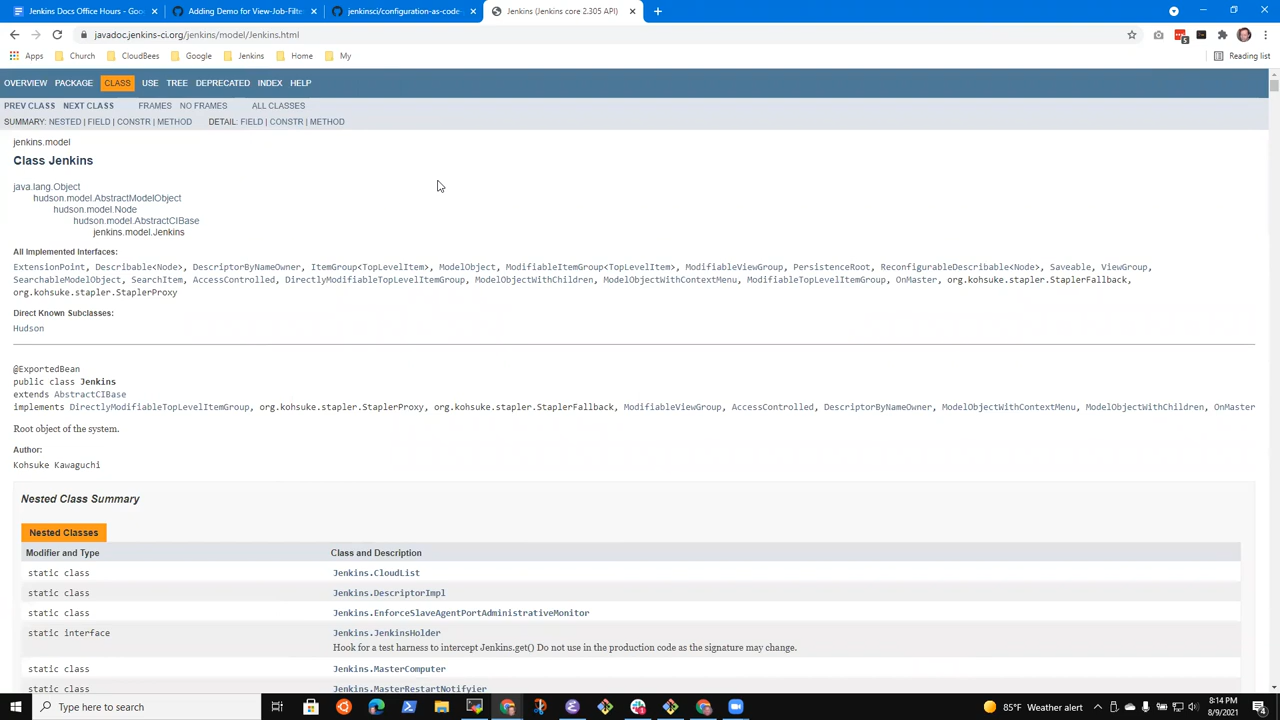 Jenkins Docs Office Hours - Goo
Adding Demo for View-Job-Filter
jenkinsci/configuration-as-code-
Jenkins (Jenkins core 2.305 API)
javadoc.jenkins-ci.org/jenkins/model/Jenkins.html
5
Apps Church CloudBees Google Jenkins Home My Reading list
OVERVIEW PACKAGE CLASS USE TREE DEPRECATED INDEX HELP
PREV CLASS NEXT CLASS FRAMES NO FRAMES ALL CLASSES
SUMMARY: NESTED | FIELD | CONSTR | METHOD DETAIL: FIELD | CONSTR | METHOD
jenkins.model
Class Jenkins
java.lang.Object
hudson.model.AbstractModelObject
hudson.model.Node
hudson.model.AbstractCIBase
jenkins.model.Jenkins
All Implemented Interfaces:
ExtensionPoint, Describable<Node>, DescriptorByNameOwner, ItemGroup<TopLevelItem>, ModelObject, ModifiableItemGroup<TopLevelItem>, ModifiableViewGroup, PersistenceRoot, ReconfigurableDescribable<Node>, Saveable, ViewGroup,
SearchableModelObject, SearchItem, AccessControlled, DirectlyModifiableTopLevelItemGroup, ModelObjectWithChildren, ModelObjectWithContextMenu, ModifiableTopLevelItemGroup, OnMaster, org.kohsuke.stapler.StaplerFallback,
org.kohsuke.stapler.StaplerProxy
Direct Known Subclasses:
Hudson
@ExportedBean
public class Jenkins
extends AbstractCIBase
implements DirectlyModifiableTopLevelItemGroup, org.kohsuke.stapler.StaplerProxy, org.kohsuke.stapler.StaplerFallback, ModifiableViewGroup, AccessControlled, DescriptorByNameOwner, ModelObjectWithContextMenu, ModelObjectWithChildren, OnMaster
Root object of the system.
Author:
Kohsuke Kawaguchi
Nested Class Summary
Nested Classes
Modifier and Type Class and Description
static class Jenkins.CloudList
static class Jenkins.DescriptorImpl
static class Jenkins.EnforceSlaveAgentPortAdministrativeMonitor
static interface Jenkins.JenkinsHolder
Hook for a test harness to intercept Jenkins.get() Do not use in the production code as the signature may change.
static class Jenkins.MasterComputer
static class Jenkins.MasterRestartNotifyier
Type here to search
85°F Weather alert
8:14 PM
8/9/2021
4